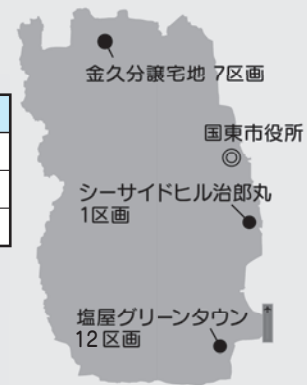 金久分譲宅地 7区画
国東市役所
シーサイドヒル治郎丸
1区画
塩屋グリーンタウン
12区画